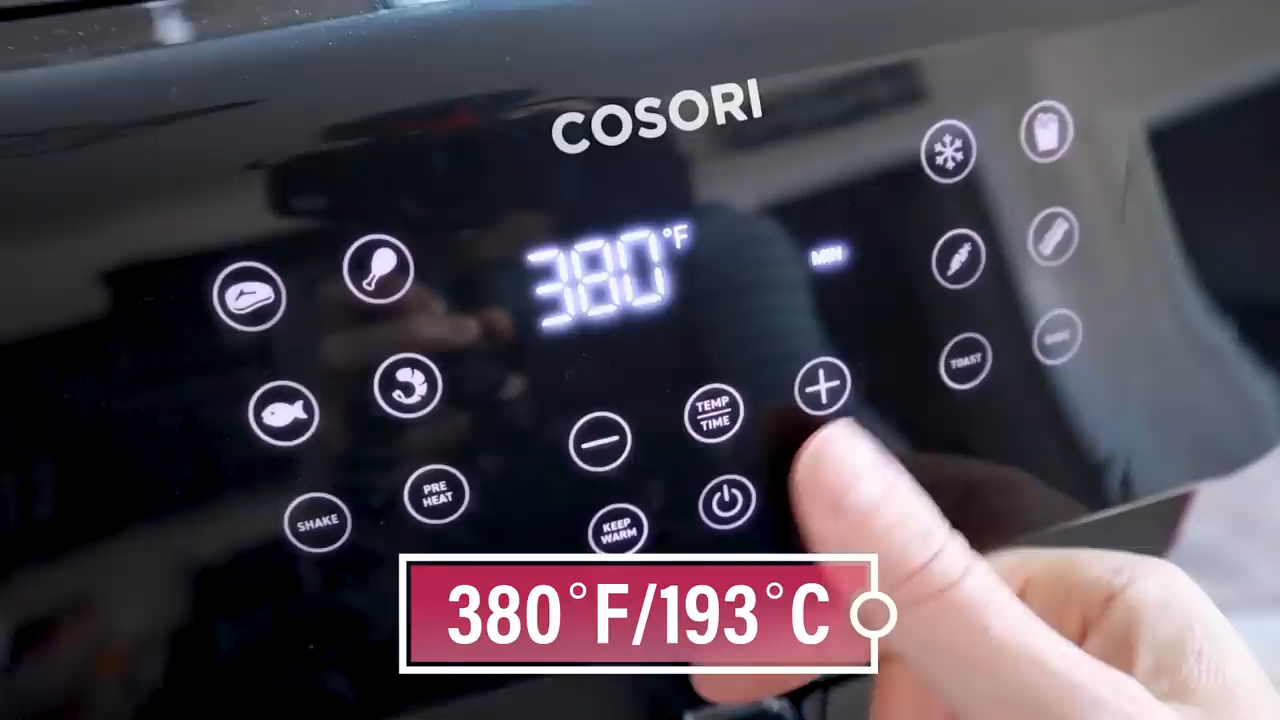 COSORI
380°F
MIN
TEMP
TIME
TOAST
PRE
HEAT
SHAKE
KEEP
WARM
380°F/193°C